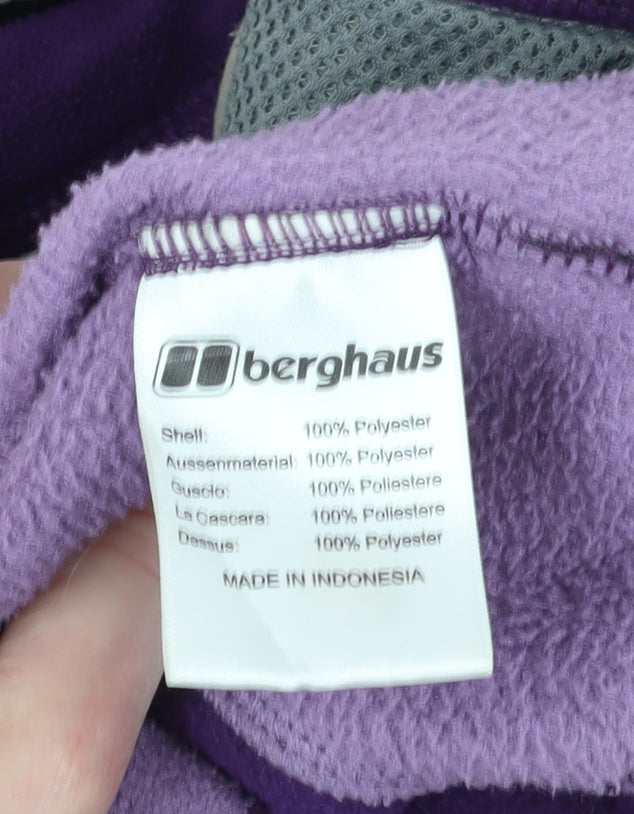 berghaus
Shell: 100% Polyester
Aussenmaterial: 100% Polyester
Guscio: 100% Poliestere
La Cascara: 100% Poliestere
Dessus: 100% Polyester
MADE IN INDONESIA